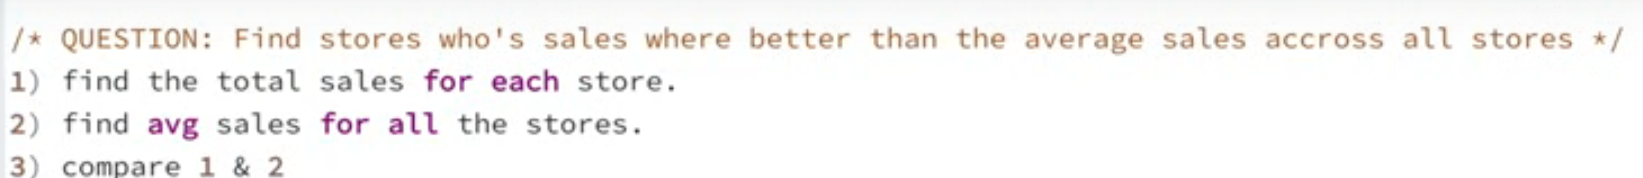 /* QUESTION: Find stores who's sales where better than the average sales accross all stores */
1) find the total sales for each store.
2) find avg sales for all the stores.
3) compare 1 & 2